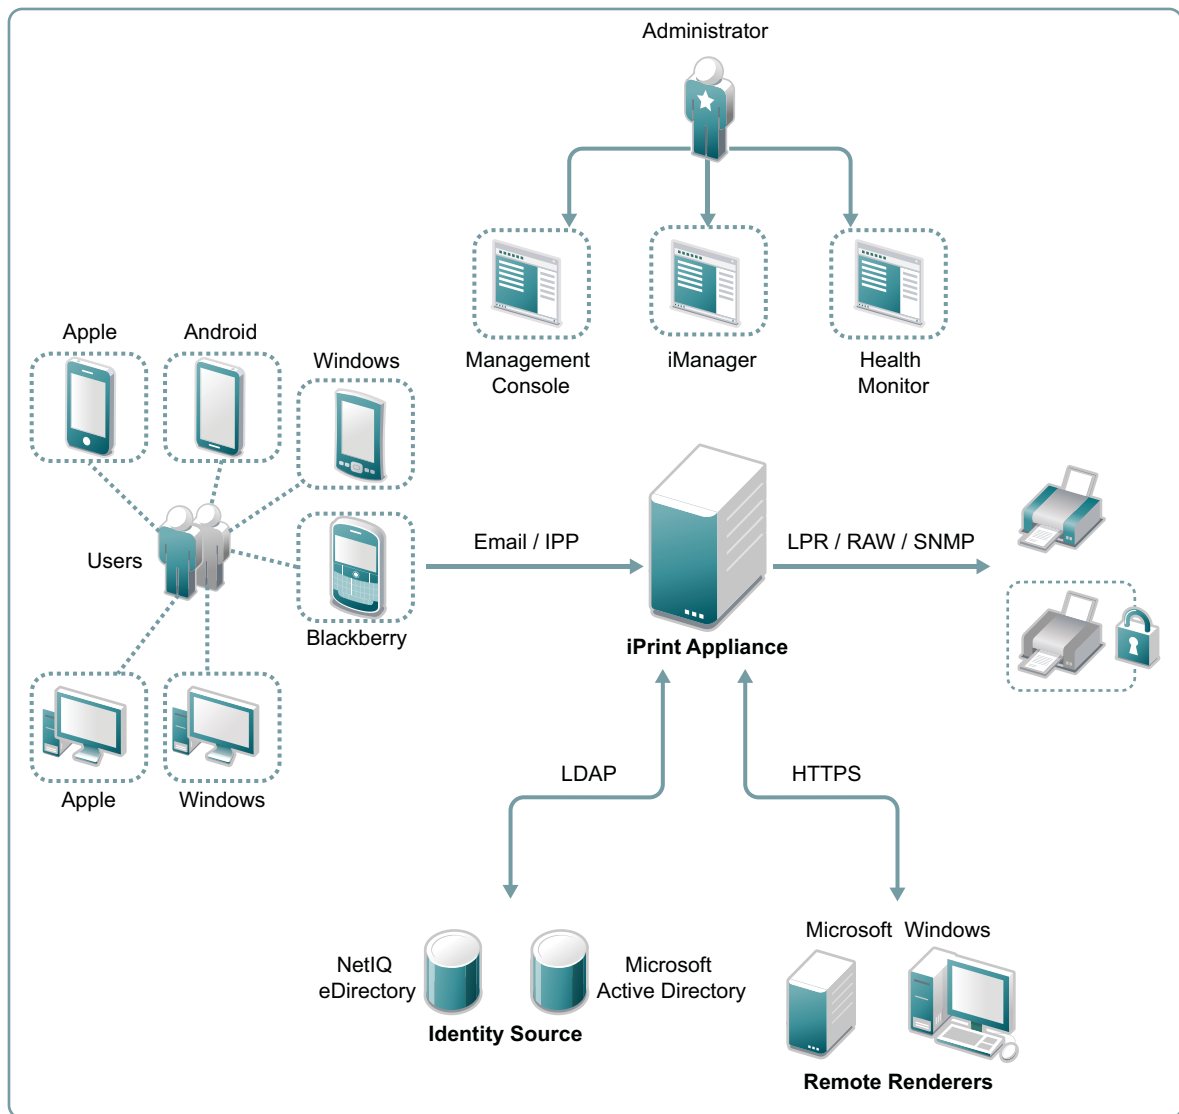 Administrator
Management
Console
iManager
Health
Monitor
Apple
Android
Windows
Users
Blackberry
Apple
Windows
Email / IPP
iPrint Appliance
LPR / RAW / SNMP
LDAP
HTTPS
NetIQ
eDirectory
Microsoft
Active Directory
Identity Source
Microsoft Windows
Remote Renderers